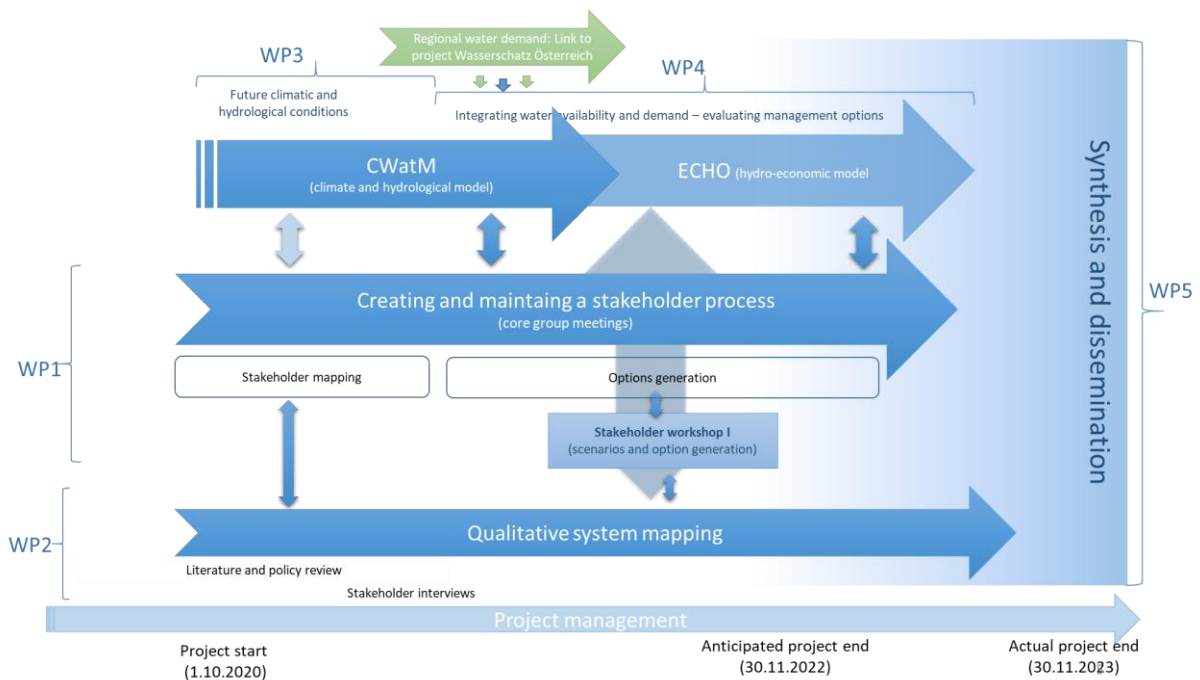 Regional water demand: Link to
project Wasserschatz Österreich
WP3
WP4
Future climatic and
hydrological conditions
Integrating water availability and demand – evaluating management options
CWatM
(climate and hydrological model)
ECHO (hydro-economic model
Synthesis and dissemination
WP5
Creating and maintaing a stakeholder process
(core group meetings)
WP1
Stakeholder mapping
Options generation
Stakeholder workshop I
(scenarios and option generation)
WP2
Qualitative system mapping
Literature and policy review
Stakeholder interviews
Project management
Project start
(1.10.2020)
Anticipated project end
(30.11.2022)
Actual project end
(30.11.2023)